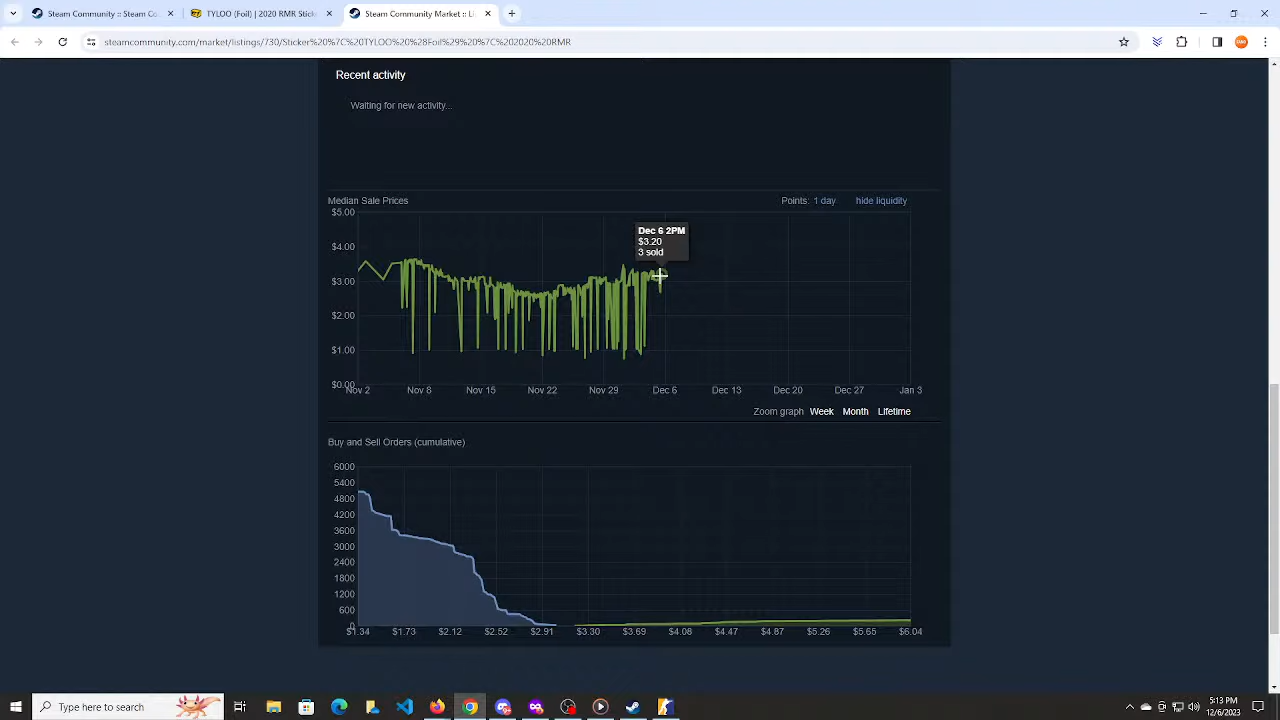 Steam Community :: Steam Comm
TYLOO (Foil) | 2020 RMR Sticker
Steam Community Market :: Li
steamcommunity.com/market/listings/730/Sticker%20%7C%20TYLOO%20%28Foil%29%20%7C%202020%20RMR
Recent activity
Waiting for new activity...
Median Sale Prices
Points: 1 day
hide liquidity
$5.00
$4.00
$3.00
$2.00
$1.00
$0.00
Dec 6 2PM
$3.20
3 sold
Nov 2 Nov 8 Nov 15 Nov 22 Nov 29 Dec 6 Dec 13 Dec 20 Dec 27 Jan 3
Zoom graph Week Month Lifetime
Buy and Sell Orders (cumulative)
6000
5400
4800
4200
3600
3000
2400
1800
1200
600
0
$1.34 $1.73 $2.12 $2.52 $2.91 $3.30 $3.69 $4.08 $4.47 $4.87 $5.26 $5.65 $6.04
Type here to search
5:13 PM
12/6/2023